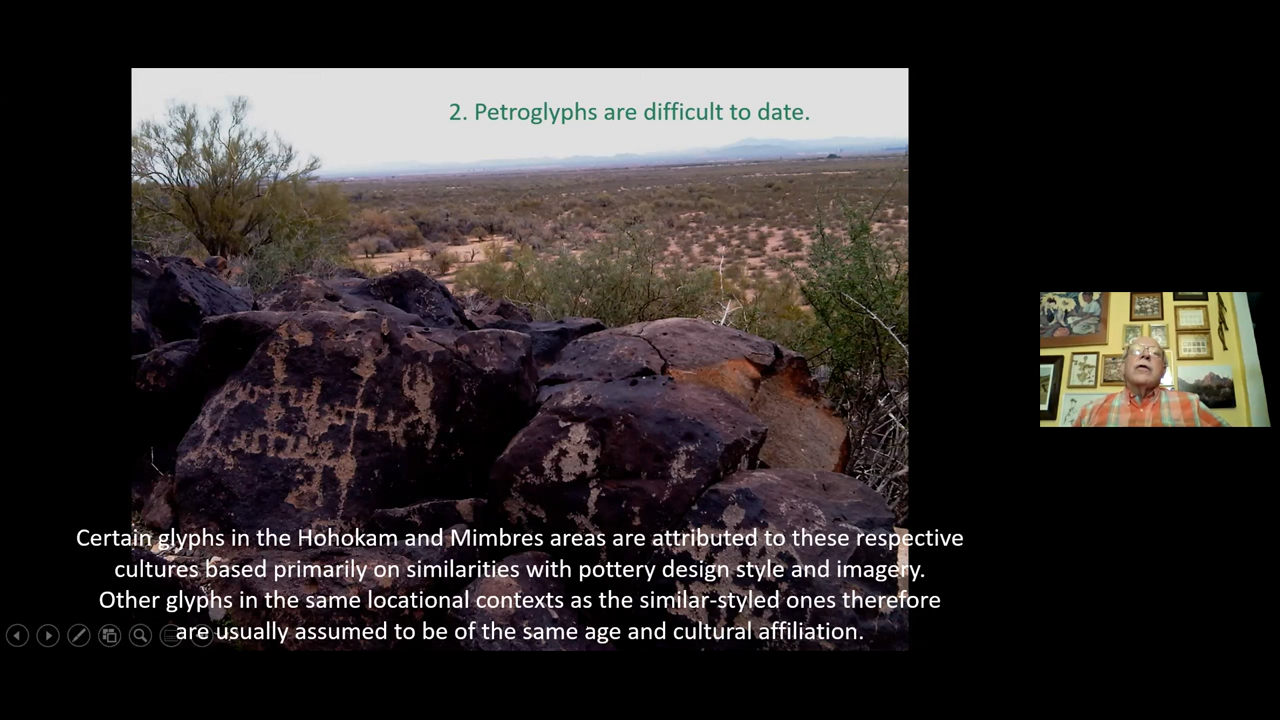 2. Petroglyphs are difficult to date.
Certain glyphs in the Hohokam and Mimbres areas are attributed to these respective
cultures based primarily on similarities with pottery design style and imagery.
Other glyphs in the same locational contexts as the similar-styled ones therefore
are usually assumed to be of the same age and cultural affiliation.